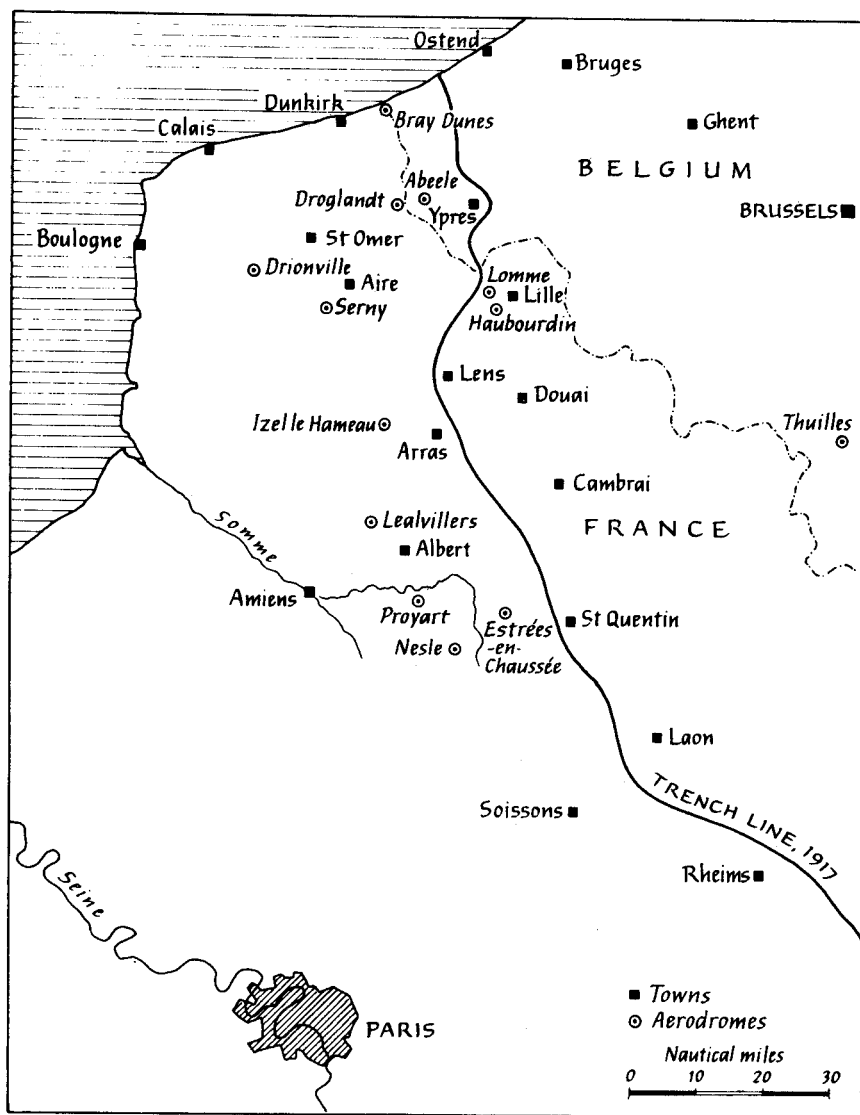 Ostend
Bruges
Dunkirk
Bray Dunes
Ghent
Calais
BELGIUM
Abeele
Droglandt
Ypres
BRUSSELS
Boulogne
St Omer
Drionville
Aire
Lomme
Lille
Serny
Haubourdin
Lens
Douai
Izel le Hameau
Thuilles
Arras
Cambrai
Somme
Lealvillers
FRANCE
Albert
Amiens
Proyart
Estrées
-en-
Chaussée
St Quentin
Nesle
Laon
TRENCH LINE, 1917
Soissons
Rheims
Seine
PARIS
Towns
Aerodromes
Nautical miles
0 10 20 30